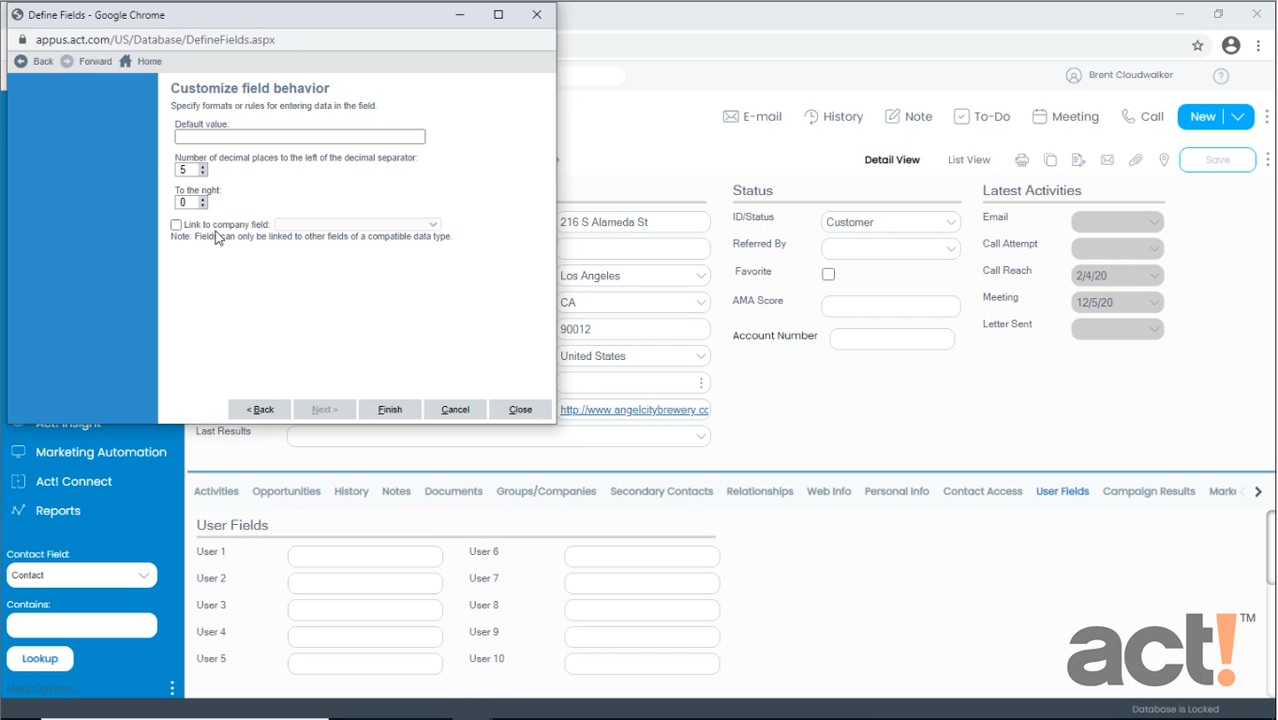 Define Fields - Google Chrome
appus.act.com/US/Database/DefineFields.aspx
Back Forward Home
Customize field behavior
Specify formats or rules for entering data in the field.
Default value:
Number of decimal places to the left of the decimal separator:
5
To the right:
0
Link to company field:
Note: Fields can only be linked to other fields of a compatible data type.
< Back Next > Finish Cancel Close
Brent Cloudwalker
E-mail History Note To-Do Meeting Call New
Detail View List View Save
216 S Alameda St
Los Angeles
CA
90012
United States
http://www.angelcitybrewery.cc
Last Results
Status
ID/Status Customer
Referred By
Favorite
AMA Score
Account Number
Latest Activities
Email
Call Attempt
Call Reach 2/4/20
Meeting 12/5/20
Letter Sent
Act! Insight
Marketing Automation
Act! Connect
Reports
Contact Field:
Contact
Contains:
Lookup
More Options...
Activities Opportunities History Notes Documents Groups/Companies Secondary Contacts Relationships Web Info Personal Info Contact Access User Fields Campaign Results Marke
User Fields
User 1 User 6
User 2 User 7
User 3 User 8
User 4 User 9
User 5 User 10
act! TM
Database is Locked